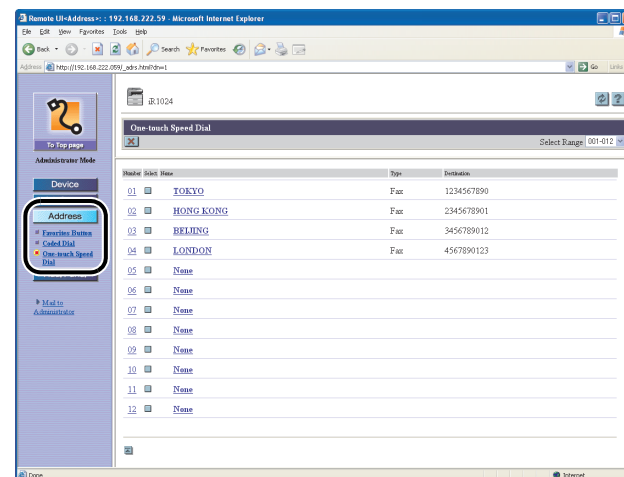 Remote UI<Address>: : 192.168.222.59 - Microsoft Internet Explorer
File Edit View Favorites Tools Help
Back Search Favorites
Address http://192.168.222.059/_adrs.html?drw=1 Go Links
iR1024
To Top page
Administrator Mode
Device
Address
Favorites Button
Coded Dial
One-touch Speed
Dial
Mail to
Administrator
One-touch Speed Dial
Select Range 001-012
Number Select Name Type Destination
01 TOKYO Fax 1234567890
02 HONG KONG Fax 2345678901
03 BEIJING Fax 3456789012
04 LONDON Fax 4567890123
05 None
06 None
07 None
08 None
09 None
10 None
11 None
12 None
Done Internet